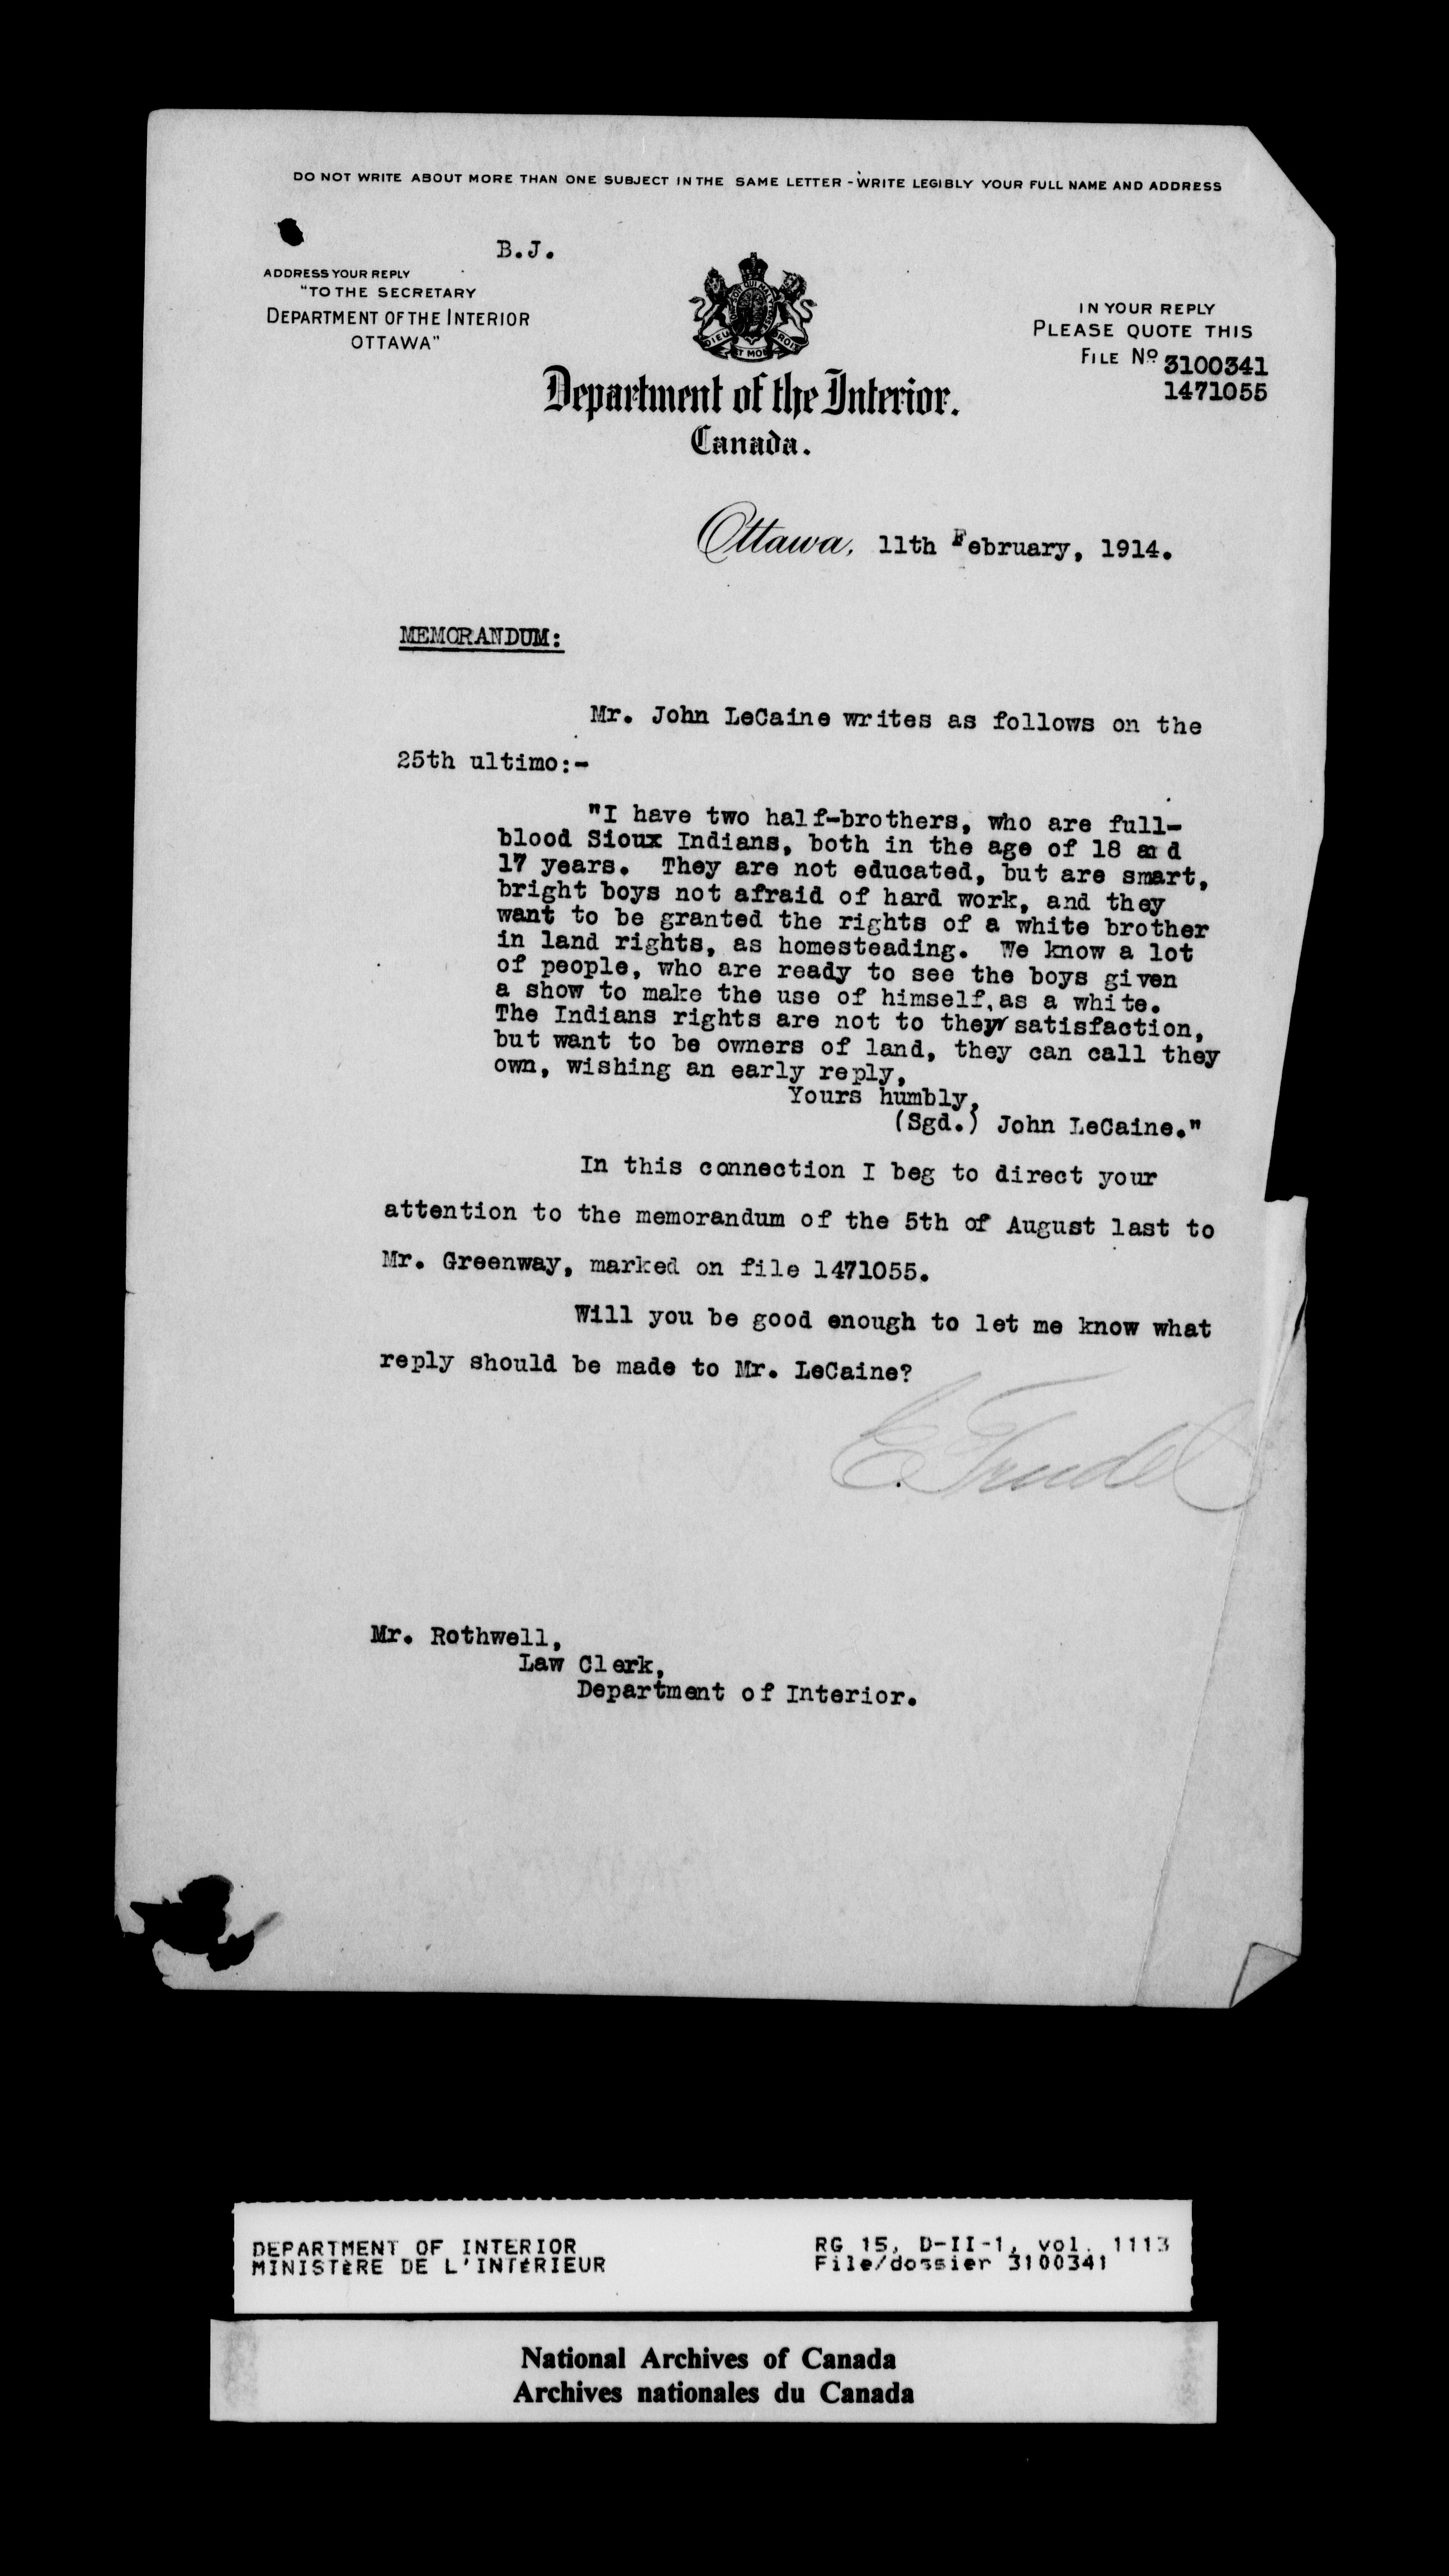 DO NOT WRITE ABOUT MORE THAN ONE SUBJECT IN THE SAME LETTER - WRITE LEGIBLY YOUR FULL NAME AND ADDRESS
B.J.
ADDRESS YOUR REPLY
"TO THE SECRETARY
DEPARTMENT OF THE INTERIOR
OTTAWA"
IN YOUR REPLY
PLEASE QUOTE THIS
FILE No 3100341
1471055
DIEU ET MON DROIT
Department of the Interior.
Canada.
Ottawa, 11th February, 1914.
MEMORANDUM:
Mr. John LeCaine writes as follows on the
25th ultimo:-
"I have two half-brothers, who are full-
blood Sioux Indians, both in the age of 18 and
17 years. They are not educated, but are smart,
bright boys not afraid of hard work, and they
want to be granted the rights of a white brother
in land rights, as homesteading. We know a lot
of people, who are ready to see the boys given
a show to make the use of himself, as a white.
The Indians rights are not to they satisfaction,
but want to be owners of land, they can call they
own, wishing an early reply,
Yours humbly,
(Sgd.) John LeCaine."
In this connection I beg to direct your
attention to the memorandum of the 5th of August last to
Mr. Greenway, marked on file 1471055.
Will you be good enough to let me know what
reply should be made to Mr. LeCaine?
E. Trudel
Mr. Rothwell,
Law Clerk,
Department of Interior.
DEPARTMENT OF INTERIOR
MINISTÈRE DE L'INTÉRIEUR
RG 15, D-II-1, vol. 1113
File/dossier 3100341
National Archives of Canada
Archives nationales du Canada